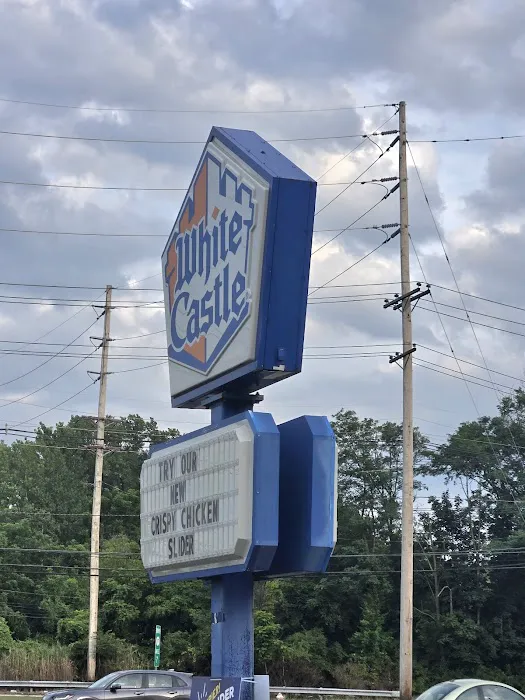 White
Castle
TRY OUR
NEW
CRISPY CHICKEN
SLIDER